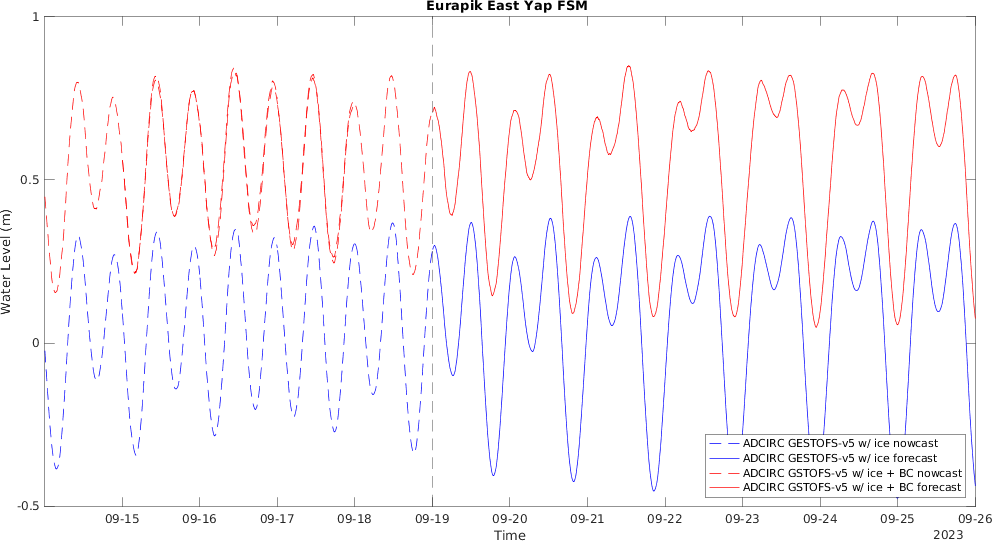 Eurapik East Yap FSM
1
0.5
0
-0.5
Water Level (m)
ADCIRC GESTOFS-v5 w/ ice nowcast
ADCIRC GESTOFS-v5 w/ ice forecast
ADCIRC GSTOFS-v5 w/ ice + BC nowcast
ADCIRC GSTOFS-v5 w/ ice + BC forecast
09-15 09-16 09-17 09-18 09-19 09-20 09-21 09-22 09-23 09-24 09-25 09-26
Time
2023